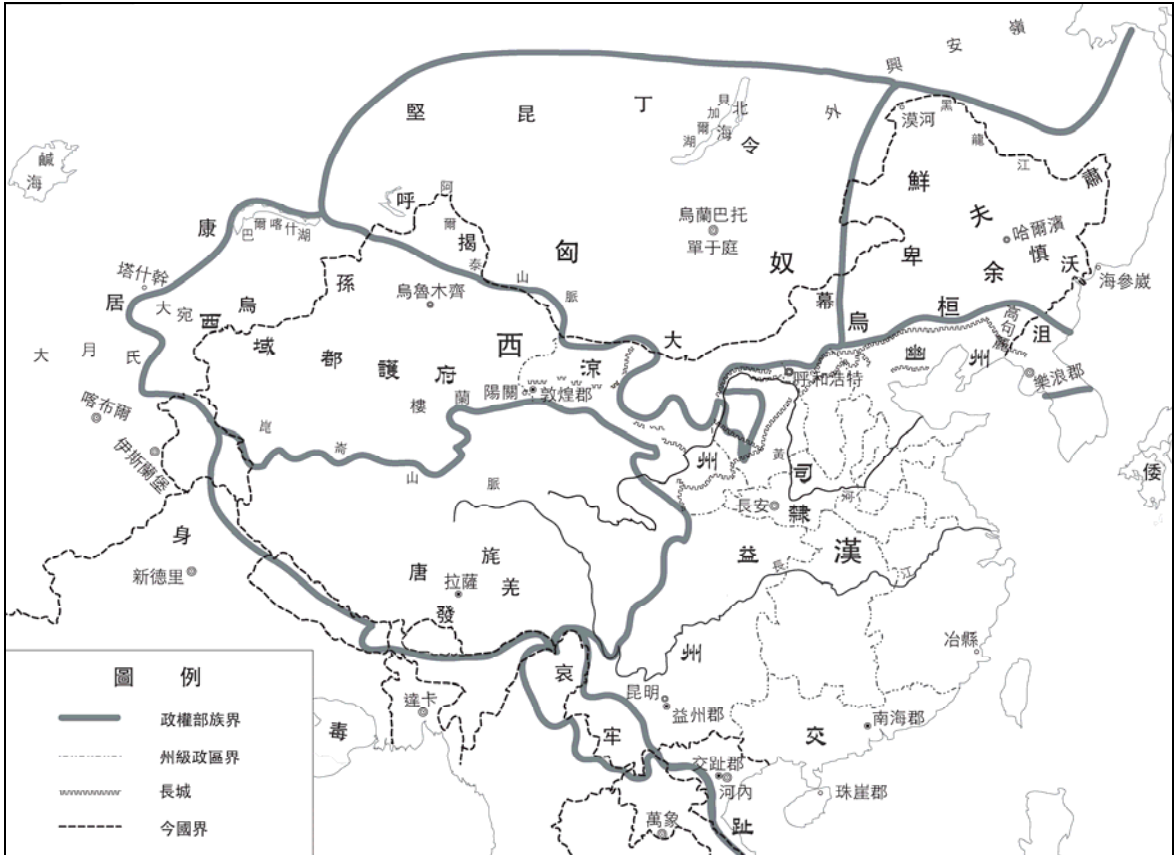 外興安嶺
堅昆
丁令
北
貝加爾湖
海
鹹海
呼揭
阿爾泰山脈
匈奴
烏蘭巴托
單于庭
大幕
黑龍江
漠河
鮮卑
夫余
肅慎
哈爾濱
沃沮
海參崴
烏桓
高句麗
樂浪郡
幽州
康居
巴爾喀什湖
塔什幹
大宛
烏孫
烏魯木齊
西域都護府
大月氏
樓蘭
西
涼州
陽關
敦煌郡
呼和浩特
喀布爾
伊斯蘭堡
崑崙山脈
黃河
司隸
長安
漢
倭
身毒
新德里
唐旄
發羌
拉薩
益州
長江
冶縣
哀牢
昆明
益州郡
達卡
交趾
南海郡
交趾郡
河內
珠崖郡
萬象
圖例
政權部族界
州級政區界
長城
今國界